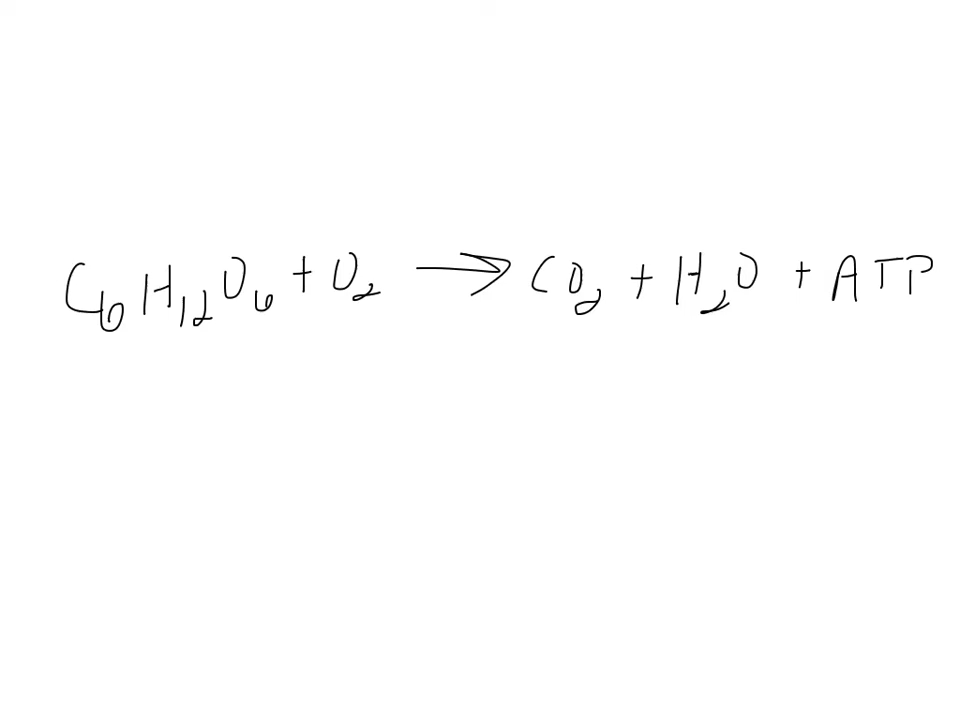 C₆H₁₂O₆ + O₂ → CO₂ + H₂O + ATP